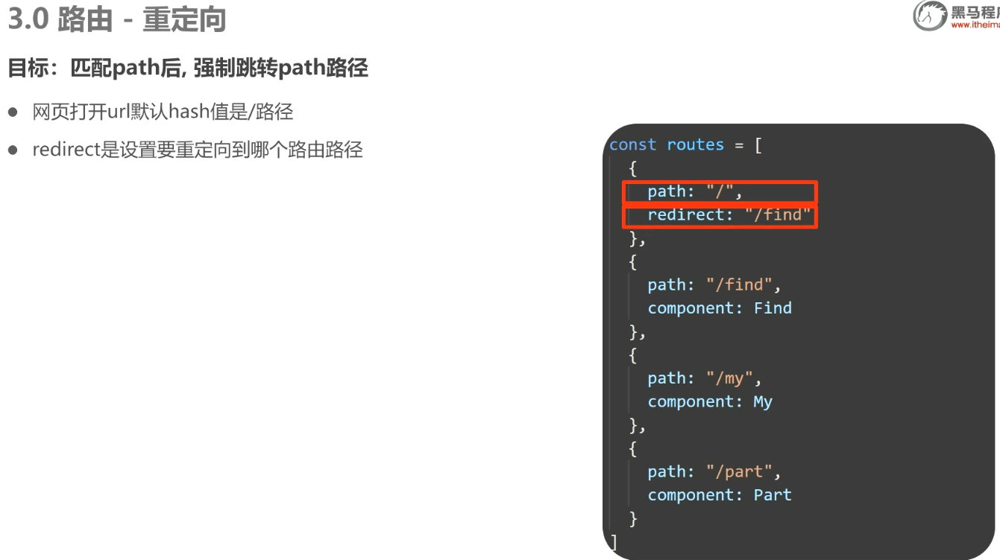 3.0 路由 - 重定向
黑马程
www.itheima
目标：匹配path后, 强制跳转path路径
网页打开url默认hash值是/路径
redirect是设置要重定向到哪个路由路径
const routes = [
{
path: "/",
redirect: "/find"
},
{
path: "/find",
component: Find
},
{
path: "/my",
component: My
},
{
path: "/part",
component: Part
}
]